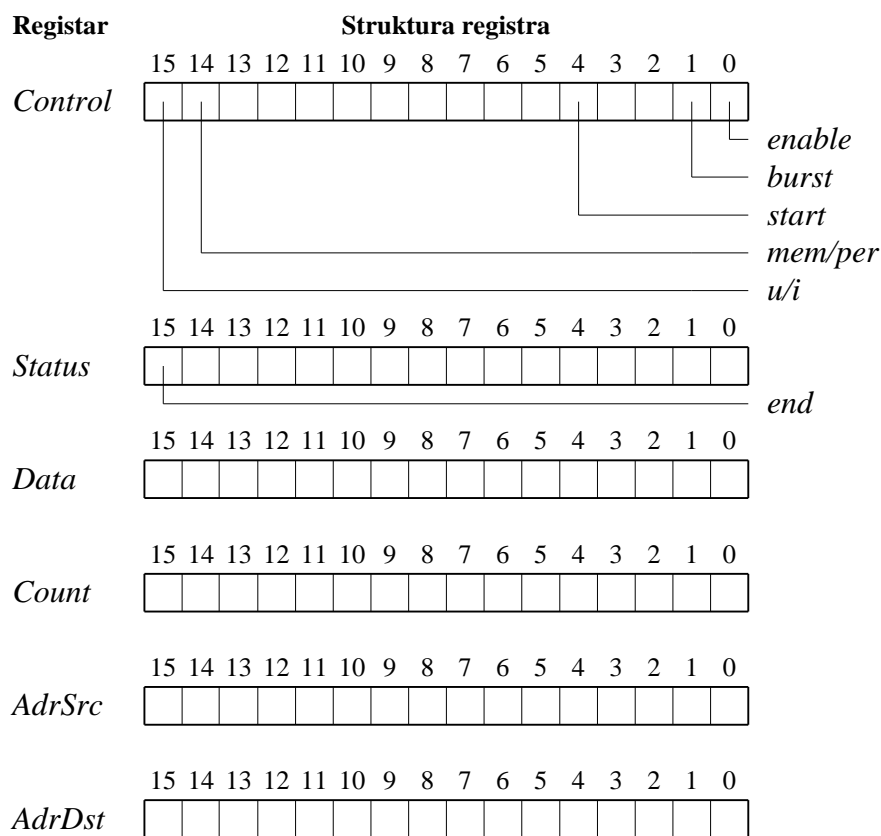 Registar Struktura registra
15 14 13 12 11 10 9 8 7 6 5 4 3 2 1 0
Control
enable
burst
start
mem/per
u/i
15 14 13 12 11 10 9 8 7 6 5 4 3 2 1 0
Status
end
15 14 13 12 11 10 9 8 7 6 5 4 3 2 1 0
Data
15 14 13 12 11 10 9 8 7 6 5 4 3 2 1 0
Count
15 14 13 12 11 10 9 8 7 6 5 4 3 2 1 0
AdrSrc
15 14 13 12 11 10 9 8 7 6 5 4 3 2 1 0
AdrDst